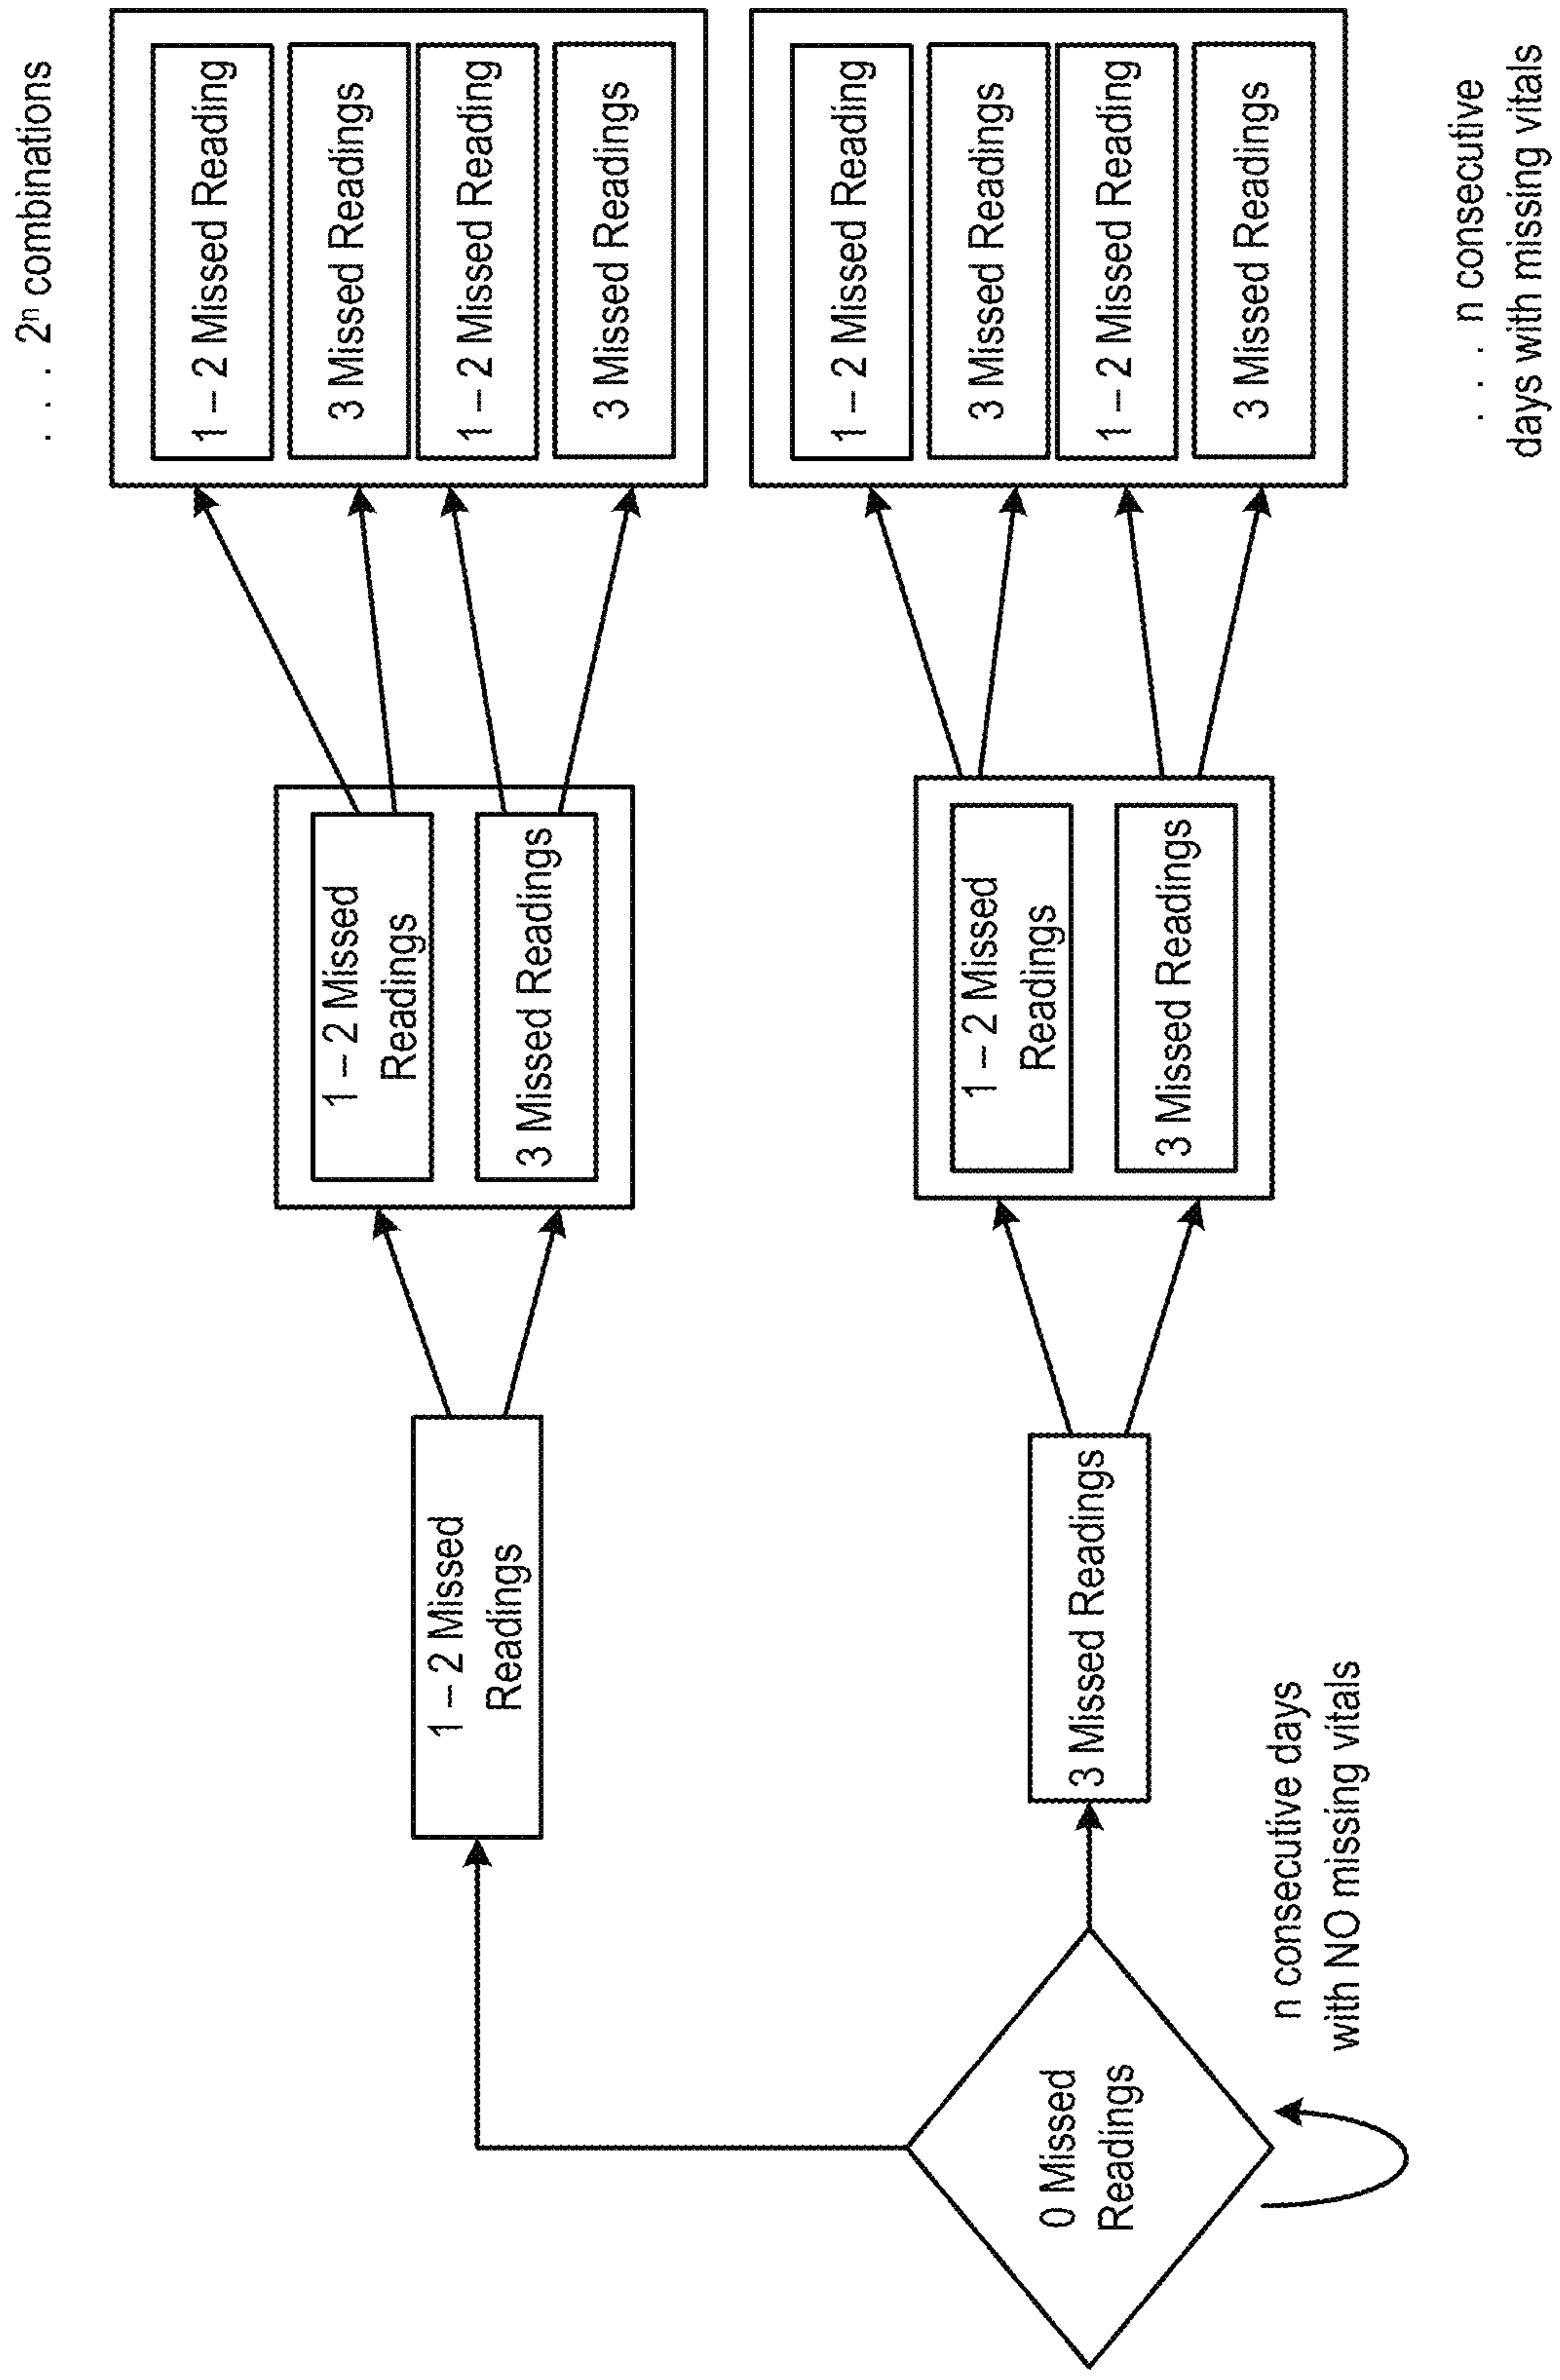 0 Missed
Readings
n consecutive days
with NO missing vitals
1 – 2 Missed
Readings
3 Missed Readings
1 – 2 Missed
Readings
3 Missed Readings
1 – 2 Missed
Readings
3 Missed Readings
. . . 2ⁿ combinations
1 – 2 Missed Reading
3 Missed Readings
1 – 2 Missed Reading
3 Missed Readings
1 – 2 Missed Reading
3 Missed Readings
1 – 2 Missed Reading
3 Missed Readings
. . . n consecutive
days with missing vitals